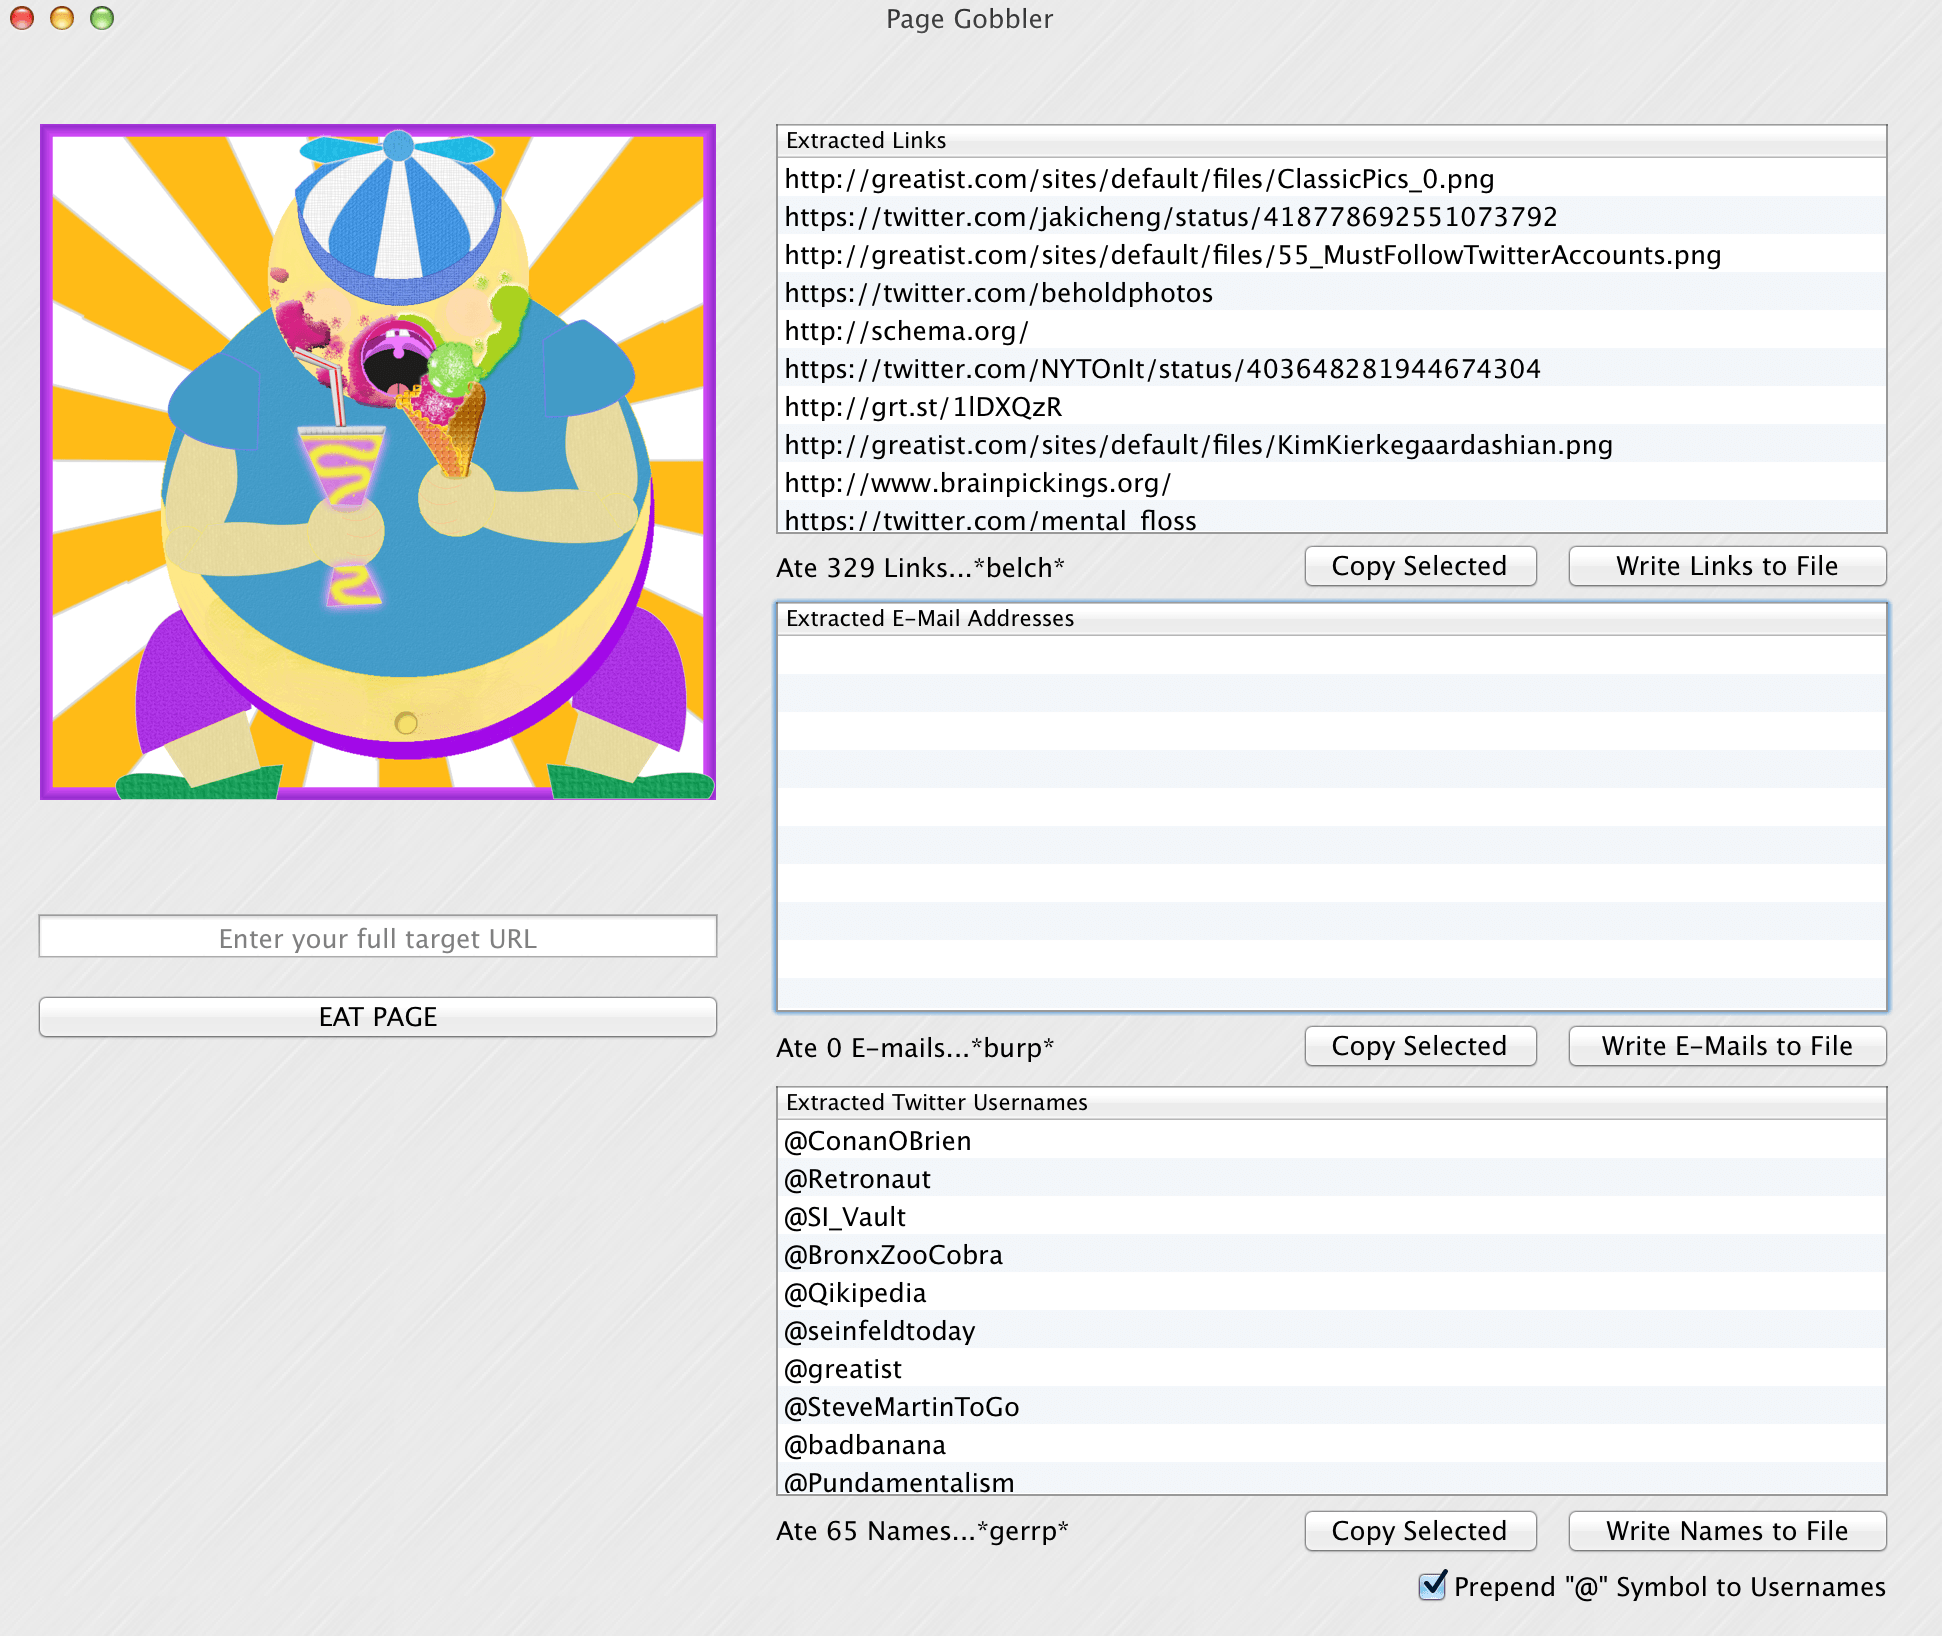 Page Gobbler
Enter your full target URL
EAT PAGE
Extracted Links
http://greatist.com/sites/default/files/ClassicPics_0.png
https://twitter.com/jakicheng/status/418778692551073792
http://greatist.com/sites/default/files/55_MustFollowTwitterAccounts.png
https://twitter.com/beholdphotos
http://schema.org/
https://twitter.com/NYTOnIt/status/403648281944674304
http://grt.st/1lDXQzR
http://greatist.com/sites/default/files/KimKierkegaardashian.png
http://www.brainpickings.org/
https://twitter.com/mental_floss
Ate 329 Links...*belch*
Copy Selected
Write Links to File
Extracted E-Mail Addresses
Ate 0 E-mails...*burp*
Copy Selected
Write E-Mails to File
Extracted Twitter Usernames
@ConanOBrien
@Retronaut
@SI_Vault
@BronxZooCobra
@Qikipedia
@seinfeldtoday
@greatist
@SteveMartinToGo
@badbanana
@Pundamentalism
Ate 65 Names...*gerrp*
Copy Selected
Write Names to File
Prepend "@" Symbol to Usernames